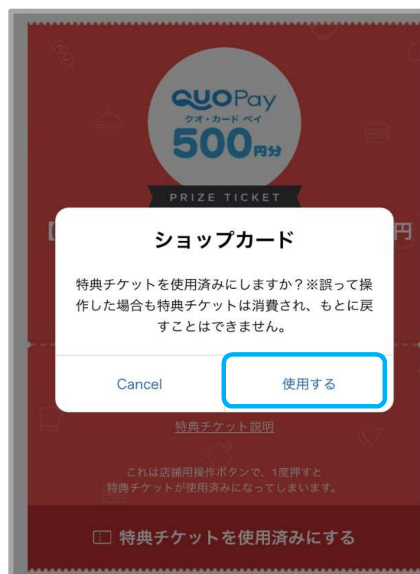 QUO Pay
クオ・カード ペイ
500円分
PRIZE TICKET
【
円
ショップカード
特典チケットを使用済みにしますか？※誤って操
作した場合も特典チケットは消費され、もとに戻
すことはできません。
Cancel
使用する
特典チケット説明
これは店舗用操作ボタンで、1度押すと
特典チケットが使用済みになってしまいます。
特典チケットを使用済みにする